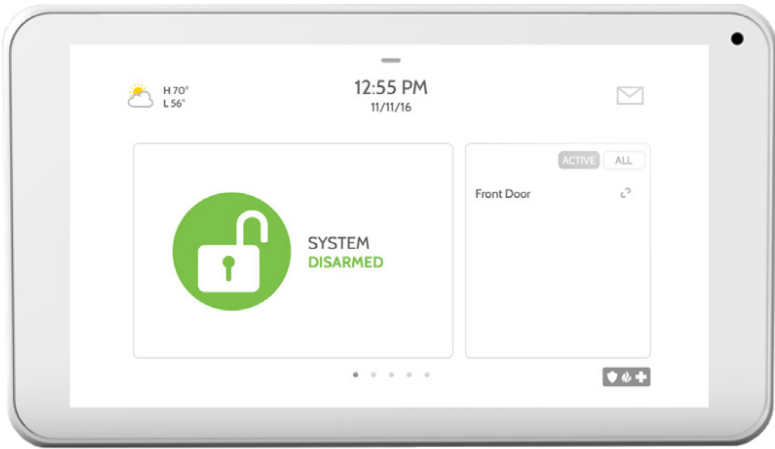 H 70°
L 56°
12:55 PM
11/11/16
ACTIVE
ALL
Front Door
SYSTEM
DISARMED